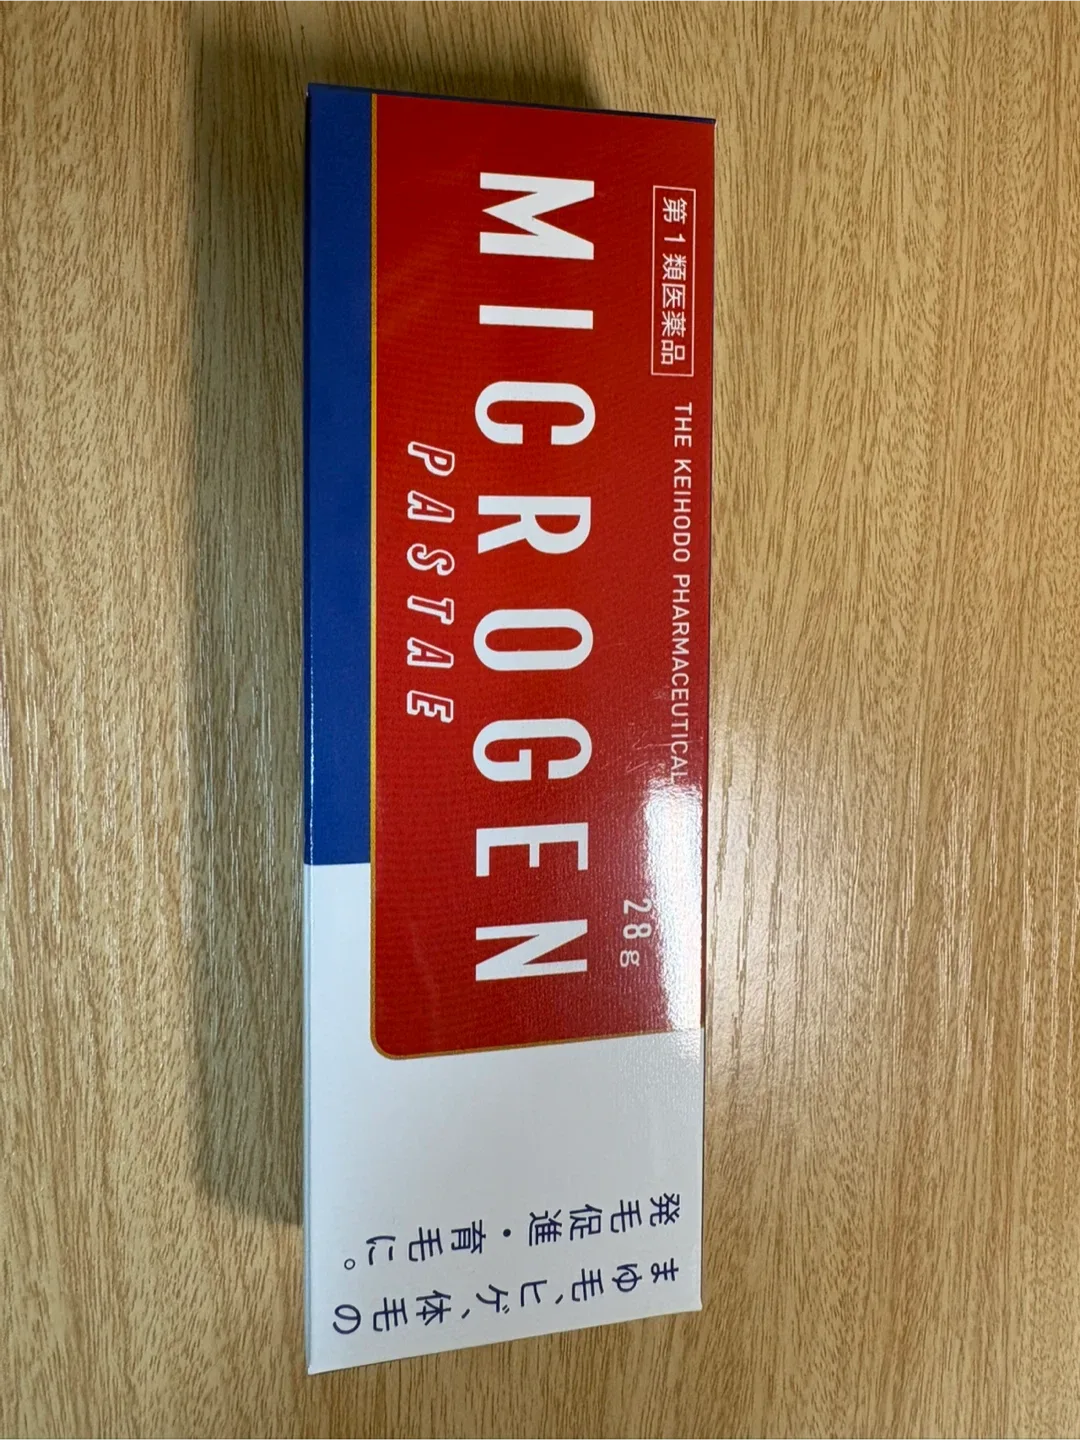 第1類医薬品
THE KEIHODO PHARMACEUTICAL
28g
MICROGEN
PASTAE
まゆ毛、ヒゲ、体毛の
発毛促進・育毛に。